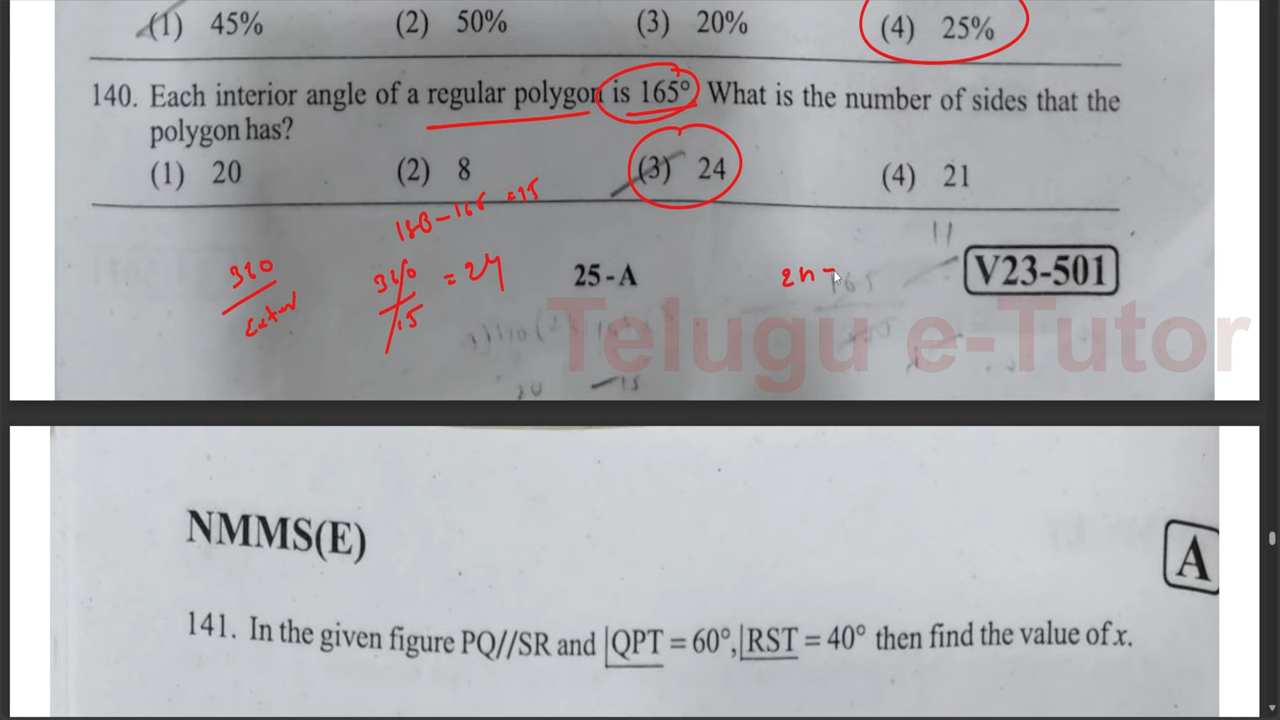 (1) 45% (2) 50% (3) 20% (4) 25%
140. Each interior angle of a regular polygon is 165°. What is the number of sides that the
polygon has?
(1) 20 (2) 8 (3) 24 (4) 21
180-165 =15
360/15 = 24
25-A
2n-
V23-501
Telugu e-Tutor
NMMS(E)
A
141. In the given figure PQ//SR and ∠QPT = 60°, ∠RST = 40° then find the value of x.